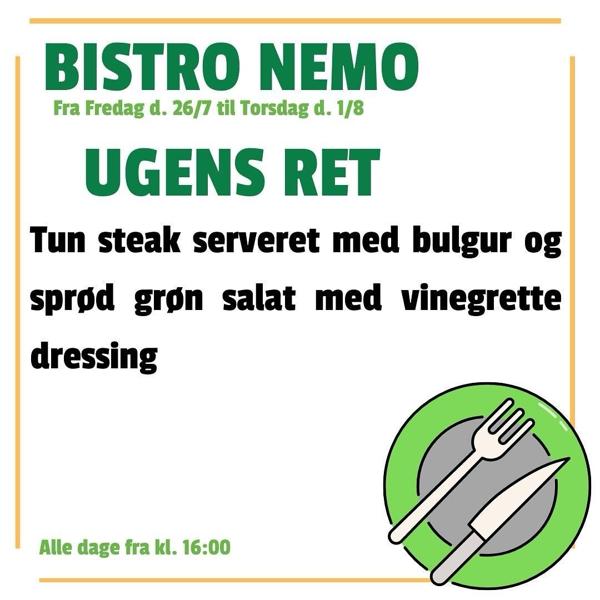 BISTRO NEMO
Fra Fredag d. 26/7 til Torsdag d. 1/8
UGENS RET
Tun steak serveret med bulgur og
sprød grøn salat med vinegrette
dressing
Alle dage fra kl. 16:00